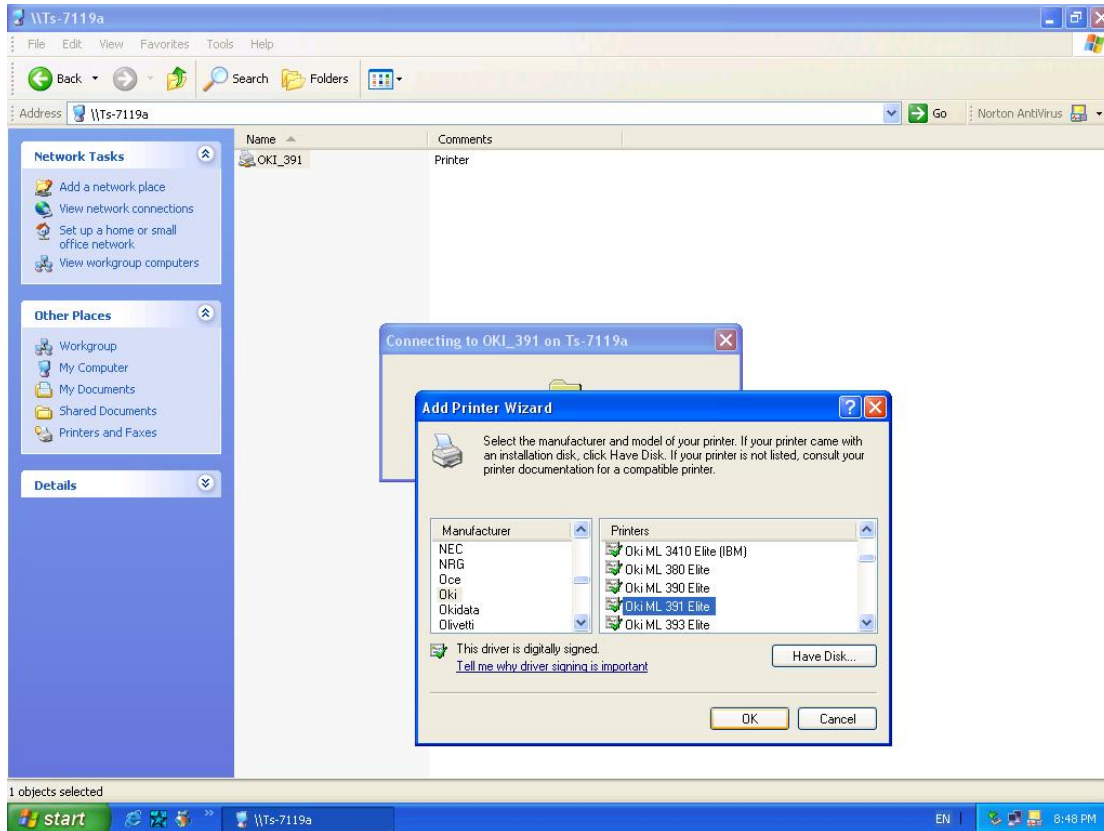 \\Ts-7119a
File Edit View Favorites Tools Help
Back Search Folders
Address \\Ts-7119a Go Norton AntiVirus
Name Comments
OKI_391 Printer
Network Tasks
Add a network place
View network connections
Set up a home or small
office network
View workgroup computers
Other Places
Workgroup
My Computer
My Documents
Shared Documents
Printers and Faxes
Details
Connecting to OKI_391 on Ts-7119a
Add Printer Wizard
Select the manufacturer and model of your printer. If your printer came with
an installation disk, click Have Disk. If your printer is not listed, consult your
printer documentation for a compatible printer.
Manufacturer
NEC
NRG
Oce
Oki
Okidata
Olivetti
Printers
Oki ML 3410 Elite (IBM)
Oki ML 380 Elite
Oki ML 390 Elite
Oki ML 391 Elite
Oki ML 393 Elite
This driver is digitally signed.
Tell me why driver signing is important
Have Disk...
OK Cancel
1 objects selected
start \\Ts-7119a EN 8:48 PM